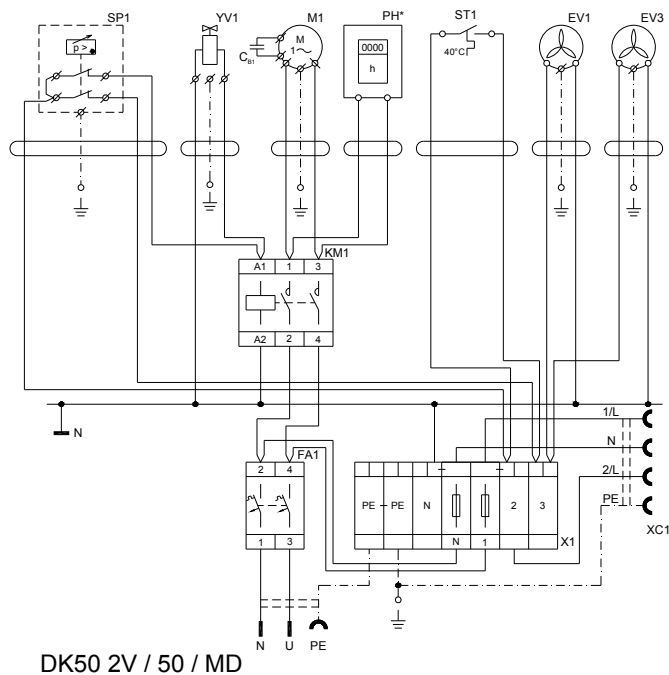 SP1 YV1 M1 PH* ST1 EV1 EV3
p >
M
1~
CB1
0000
h
40°C
KM1
A1 1 3
A2 2 4
N
1/L
N
2/L
PE
XC1
FA1
2 4
1 3
PE PE N 2 3
N 1
X1
N U PE
DK50 2V / 50 / MD